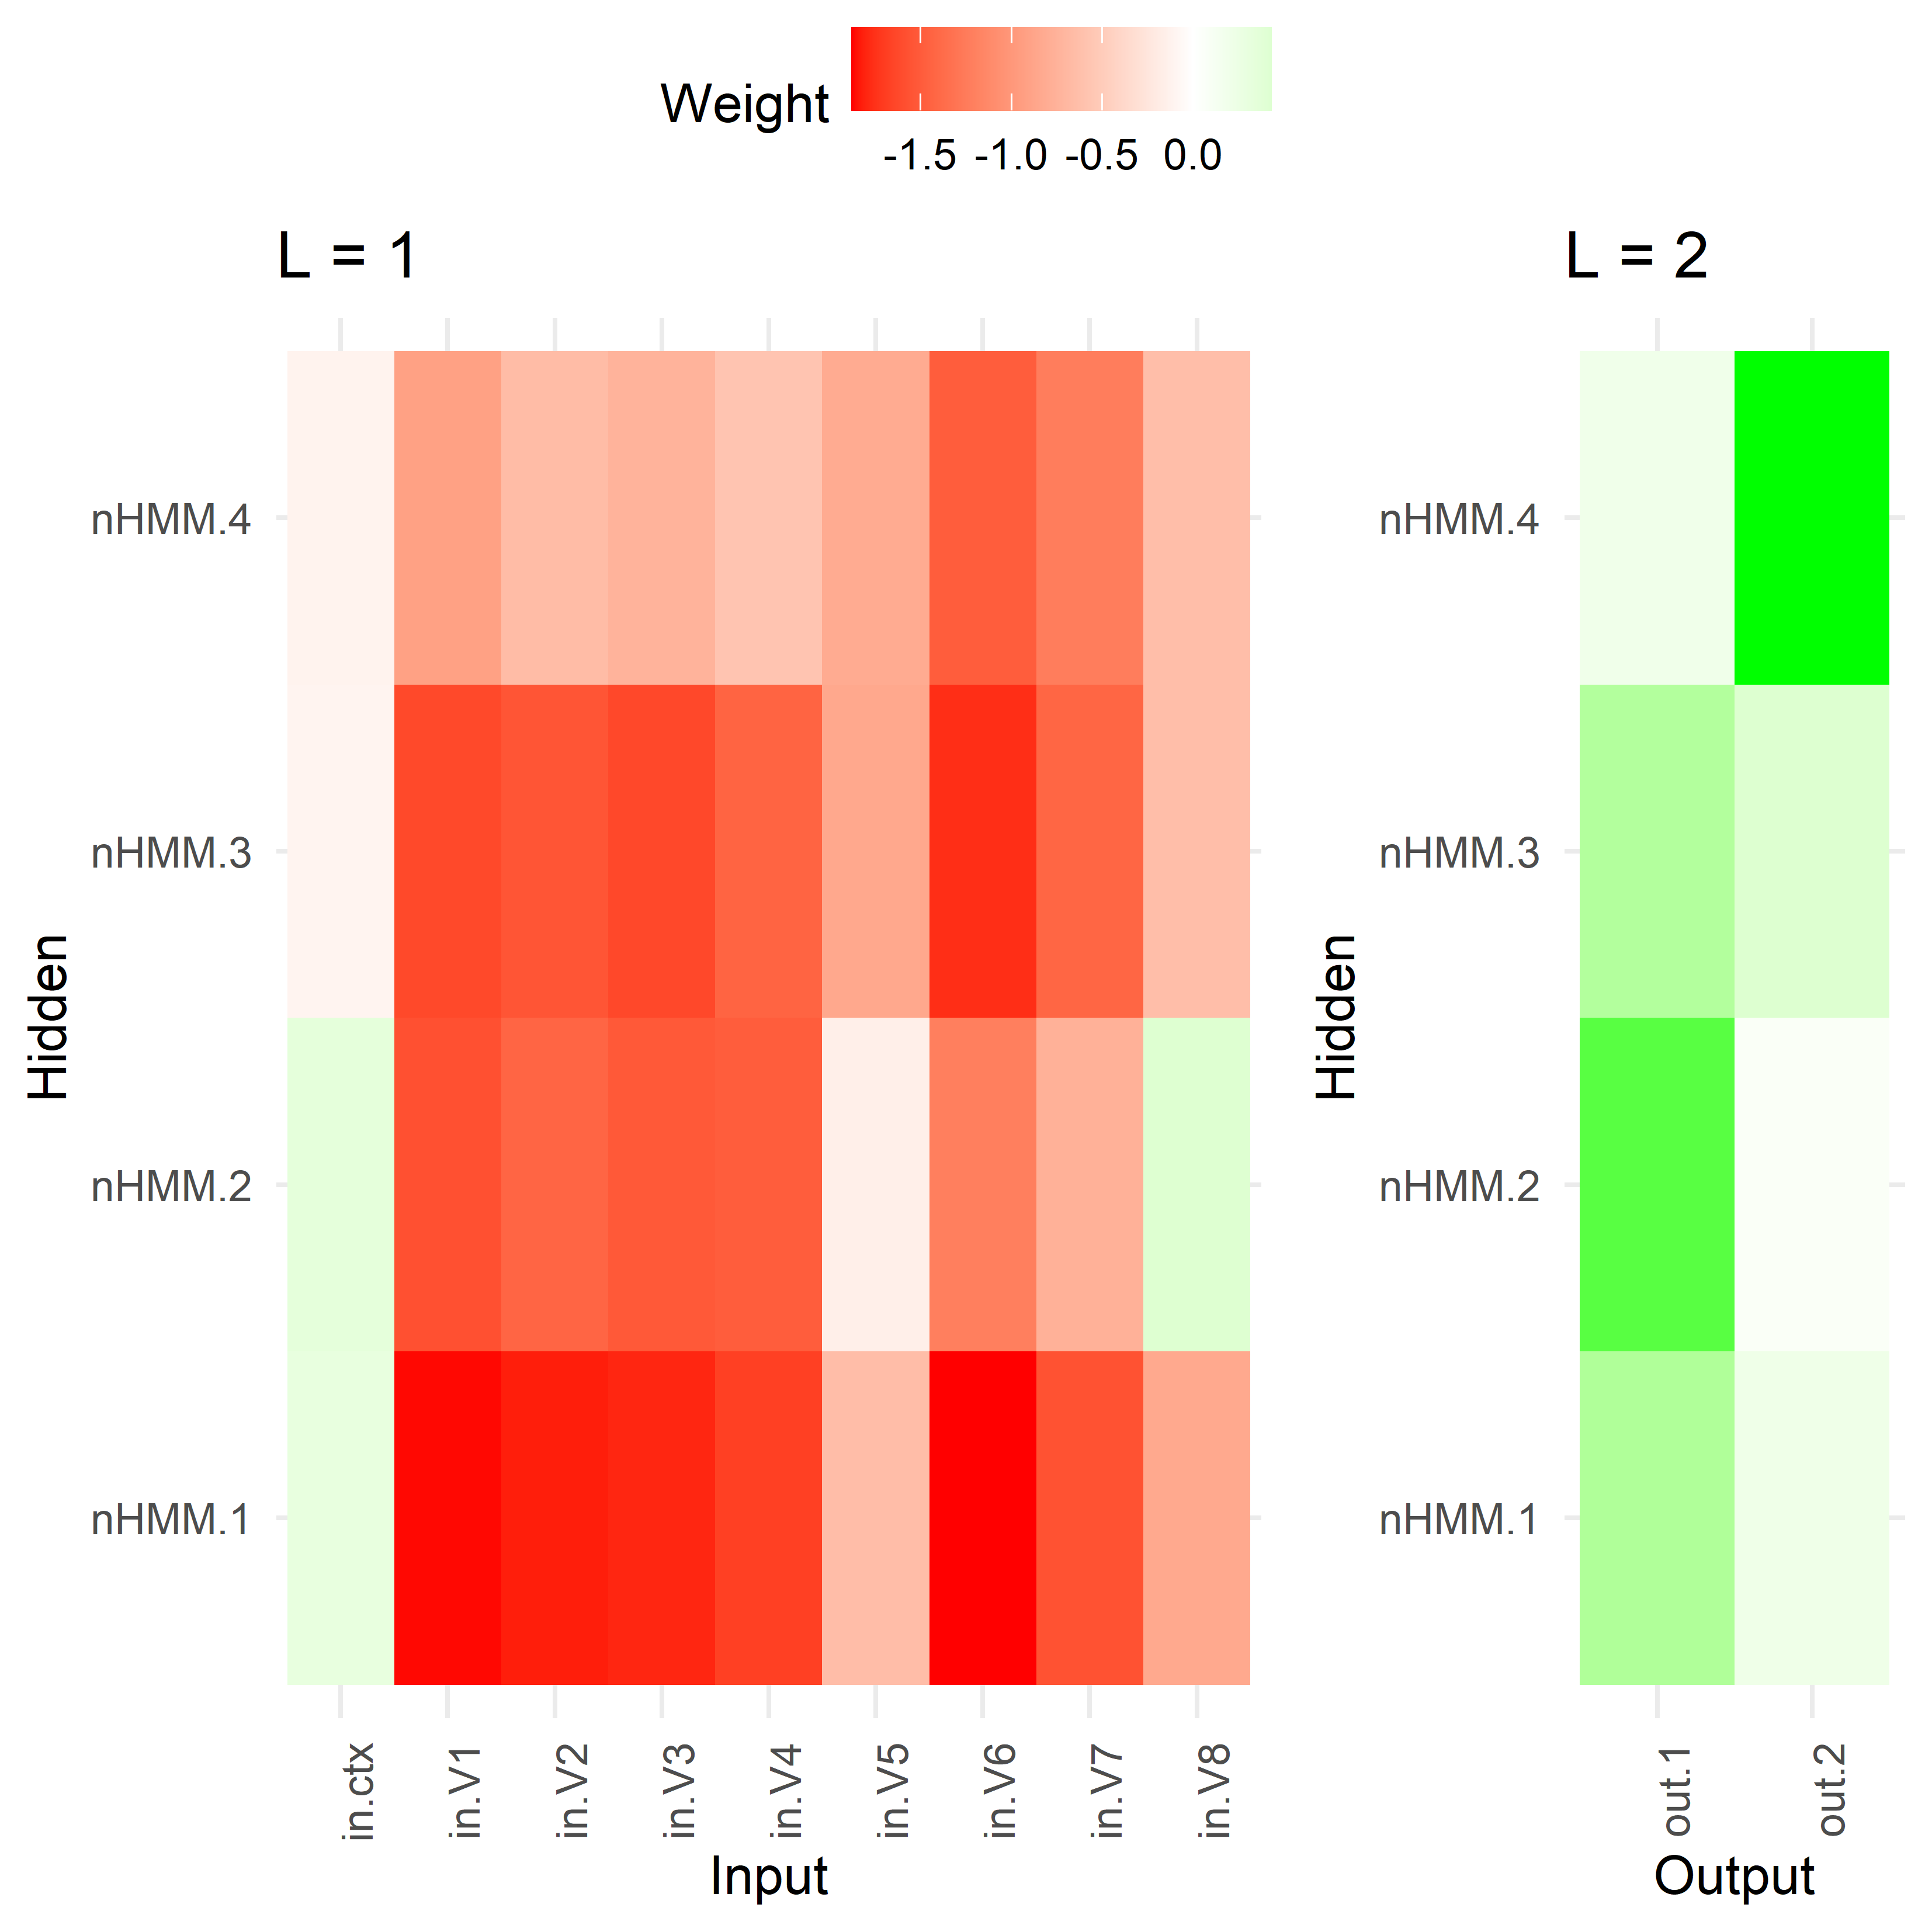 Weight
-1.5 -1.0 -0.5 0.0
L = 1
L = 2
Hidden
nHMM.4
nHMM.3
nHMM.2
nHMM.1
in.ctx in.V1 in.V2 in.V3 in.V4 in.V5 in.V6 in.V7 in.V8
Input
Hidden
nHMM.4
nHMM.3
nHMM.2
nHMM.1
out.1 out.2
Output